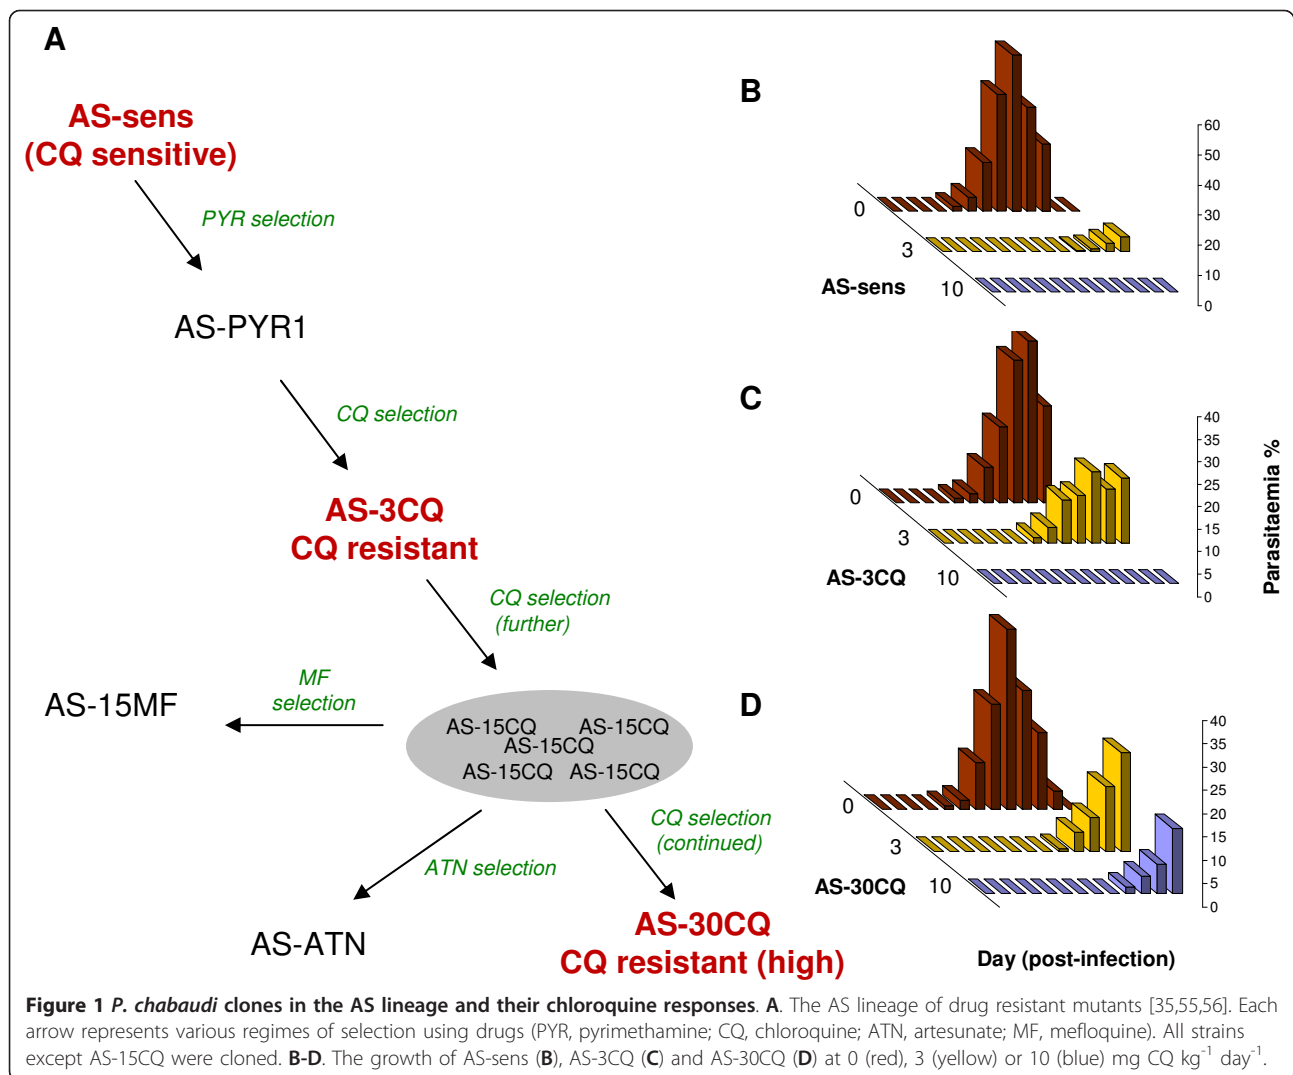 A
AS-sens
(CQ sensitive)
PYR selection
AS-PYR1
CQ selection
AS-3CQ
CQ resistant
CQ selection
(further)
MF
selection
AS-15MF
AS-15CQ AS-15CQ
AS-15CQ
AS-15CQ AS-15CQ
ATN selection
CQ selection
(continued)
AS-ATN
AS-30CQ
CQ resistant (high)
B
0
3
10
AS-sens
60
50
40
30
20
10
0
C
0
3
10
AS-3CQ
40
35
30
25
20
15
10
5
0
Parasitaemia %
D
0
3
10
AS-30CQ
40
35
30
25
20
15
10
5
0
Day (post-infection)
Figure 1 P. chabaudi clones in the AS lineage and their chloroquine responses. A. The AS lineage of drug resistant mutants [35,55,56]. Each
arrow represents various regimes of selection using drugs (PYR, pyrimethamine; CQ, chloroquine; ATN, artesunate; MF, mefloquine). All strains
except AS-15CQ were cloned. B-D. The growth of AS-sens (B), AS-3CQ (C) and AS-30CQ (D) at 0 (red), 3 (yellow) or 10 (blue) mg CQ kg⁻¹ day⁻¹.